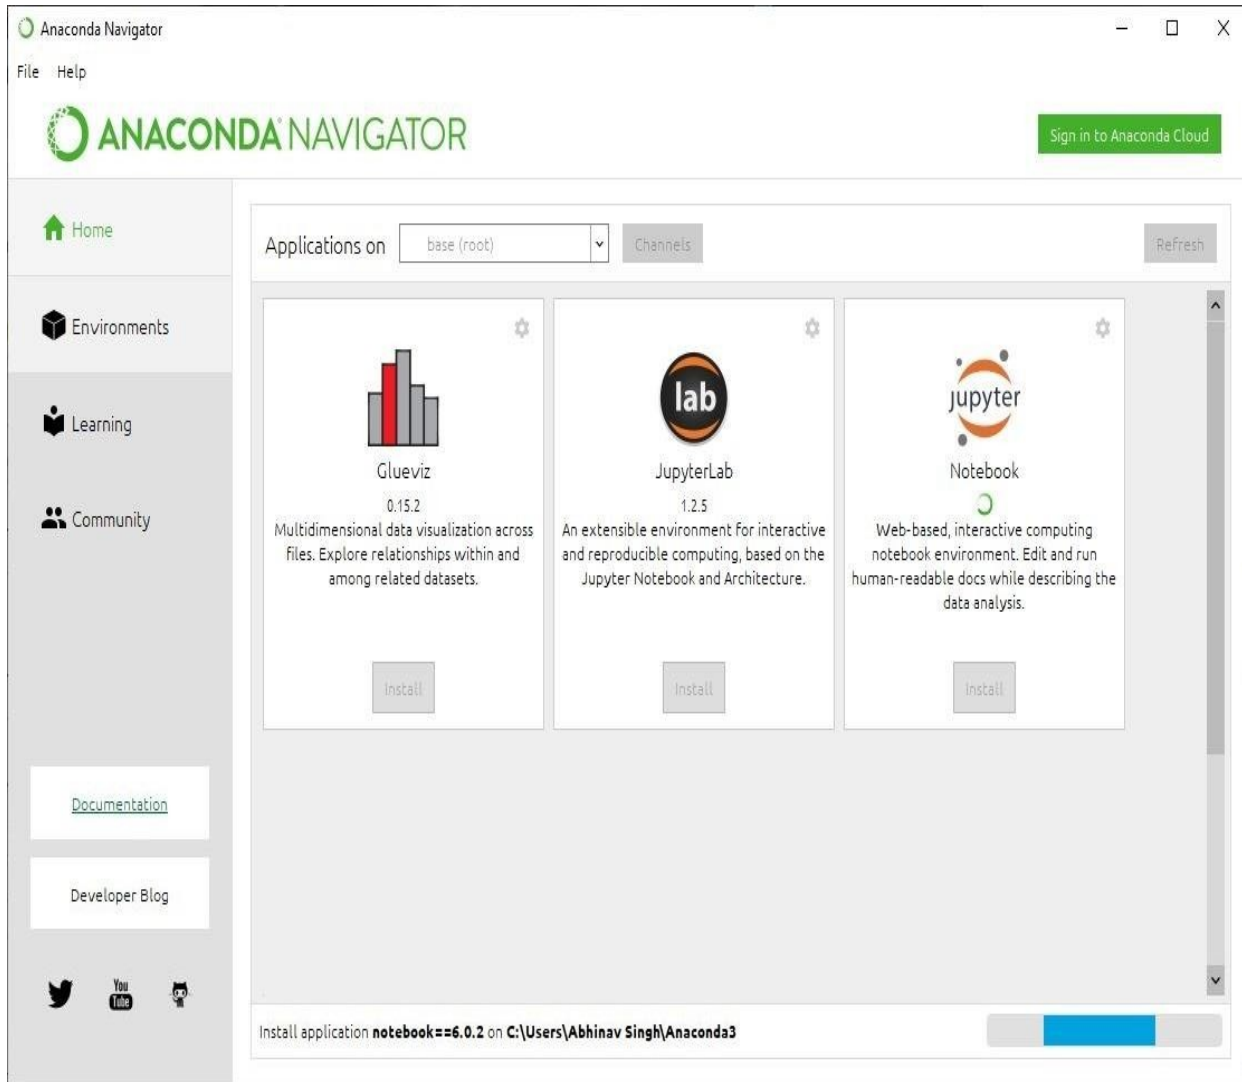 Anaconda Navigator
File Help
ANACONDA NAVIGATOR
Sign in to Anaconda Cloud
Home
Environments
Learning
Community
Documentation
Developer Blog
You
Tube
Applications on base (root) Channels Refresh
Glueviz
0.15.2
Multidimensional data visualization across
files. Explore relationships within and
among related datasets.
Install
lab
JupyterLab
1.2.5
An extensible environment for interactive
and reproducible computing, based on the
Jupyter Notebook and Architecture.
Install
jupyter
Notebook
Web-based, interactive computing
notebook environment. Edit and run
human-readable docs while describing the
data analysis.
Install
Install application notebook==6.0.2 on C:\Users\Abhinav Singh\Anaconda3